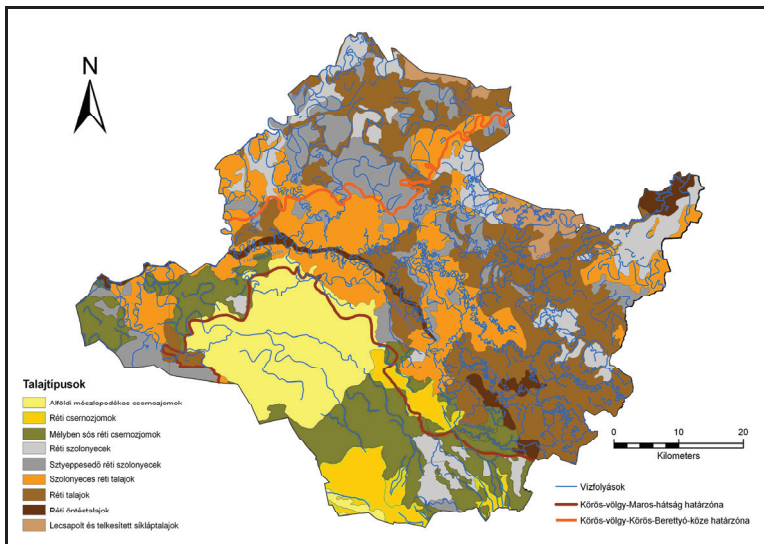 N
Talajtípusok
Alföldi mészlepedékes csernozjomok
Réti csernozjomok
Mélyben sós réti csernozjomok
Réti szolonyecek
Sztyeppesedő réti szolonyecek
Szolonyeces réti talajok
Réti talajok
Réti öntéstalajok
Lecsapolt és telkesített síkláptalajok
0 10 20
Kilometers
Vízfolyások
Körös-völgy-Maros-hátság határzóna
Körös-völgy-Körös-Berettyó-köze határzóna